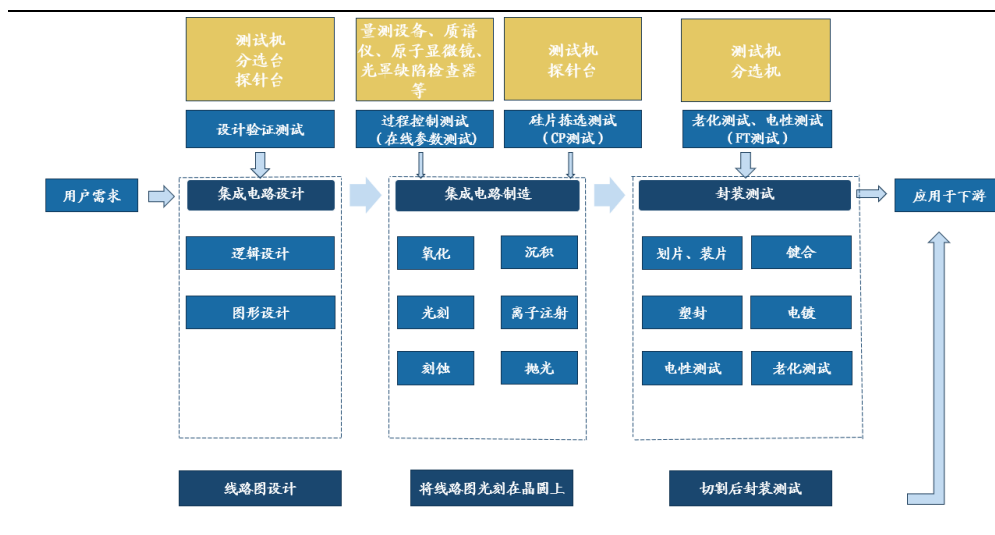 测试机
分选台
探针台
量测设备、质谱
仪、原子显微镜、
光罩缺陷检查器
等
测试机
探针台
测试机
分选机
设计验证测试
过程控制测试
(在线参数测试)
硅片拣选测试
(CP测试)
老化测试、电性测试
(FT测试)
用户需求
集成电路设计
集成电路制造
封装测试
应用于下游
逻辑设计
氧化
沉积
划片、装片
键合
图形设计
光刻
离子注射
塑封
电镀
刻蚀
抛光
电性测试
老化测试
线路图设计
将线路图光刻在晶圆上
切割后封装测试